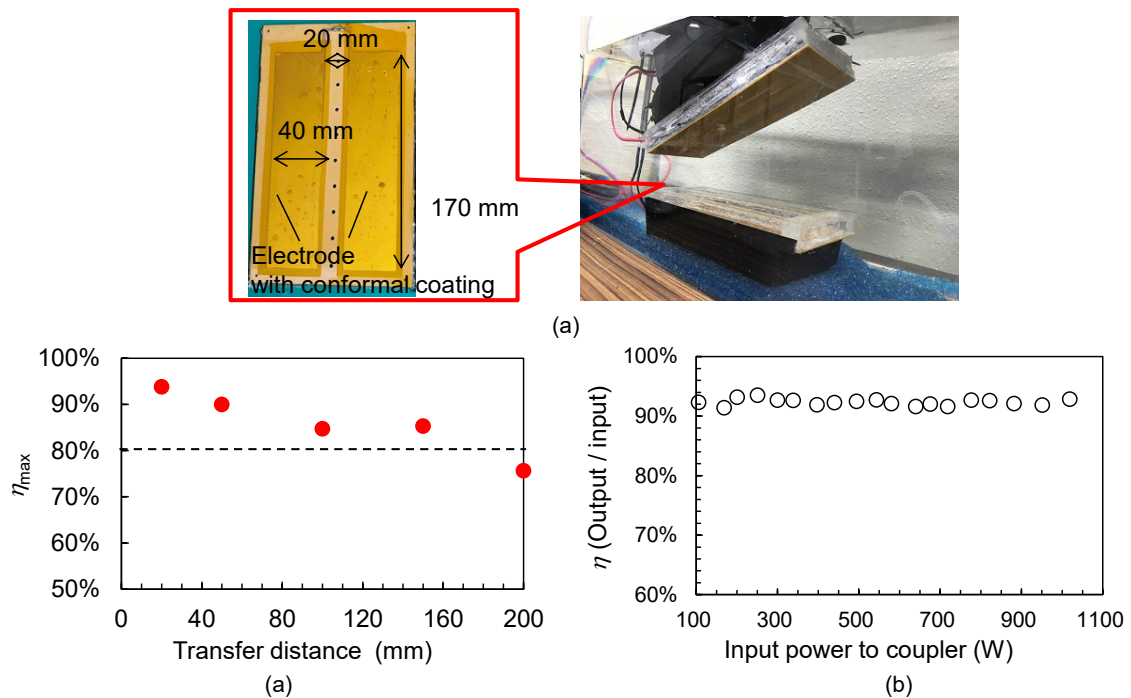 20 mm
40 mm
170 mm
Electrode
with conformal coating
(a)
100%
90%
80%
70%
60%
50%
ηmax
0
40
80
120
160
200
Transfer distance (mm)
(a)
100%
90%
80%
70%
60%
η (Output / input)
100
300
500
700
900
1100
Input power to coupler (W)
(b)